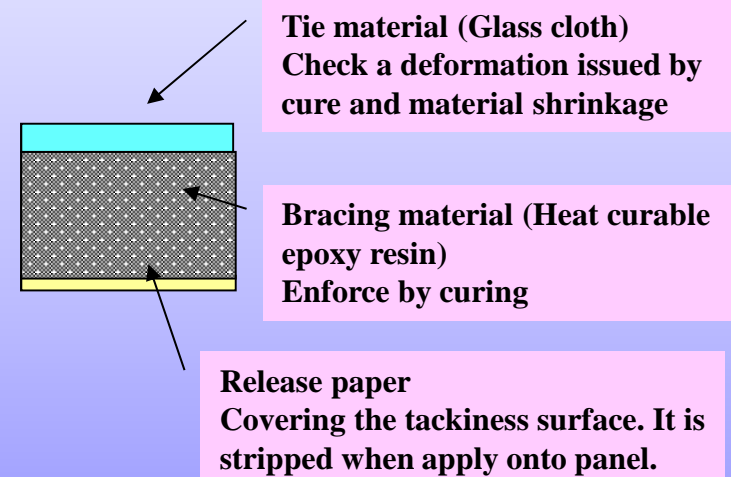 Tie material (Glass cloth)
Check a deformation issued by
cure and material shrinkage
Bracing material (Heat curable
epoxy resin)
Enforce by curing
Release paper
Covering the tackiness surface. It is
stripped when apply onto panel.